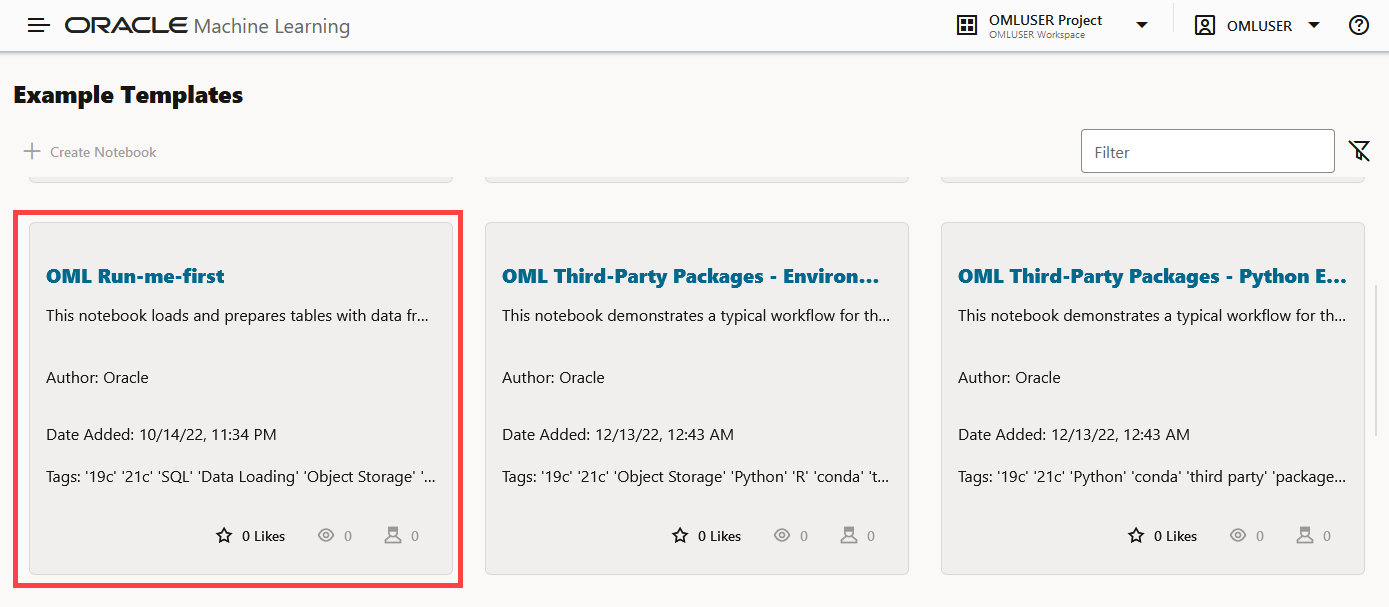 ORACLE Machine Learning
OMLUSER Project
OMLUSER Workspace
OMLUSER
Example Templates
Create Notebook
Filter
OML Run-me-first
This notebook loads and prepares tables with data fr...
Author: Oracle
Date Added: 10/14/22, 11:34 PM
Tags: '19c' '21c' 'SQL' 'Data Loading' 'Object Storage' '...
0 Likes 0 0
OML Third-Party Packages - Environ...
This notebook demonstrates a typical workflow for th...
Author: Oracle
Date Added: 12/13/22, 12:43 AM
Tags: '19c' '21c' 'Object Storage' 'Python' 'R' 'conda' 't...
0 Likes 0 0
OML Third-Party Packages - Python E...
This notebook demonstrates a typical workflow for th...
Author: Oracle
Date Added: 12/13/22, 12:43 AM
Tags: '19c' '21c' 'Python' 'conda' 'third party' 'package...
0 Likes 0 0